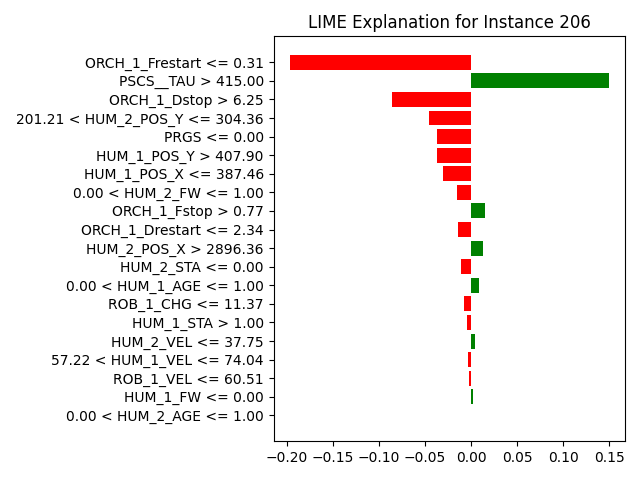 LIME Explanation for Instance 206
ORCH_1_Frestart <= 0.31
PSCS__TAU > 415.00
ORCH_1_Dstop > 6.25
201.21 < HUM_2_POS_Y <= 304.36
PRGS <= 0.00
HUM_1_POS_Y > 407.90
HUM_1_POS_X <= 387.46
0.00 < HUM_2_FW <= 1.00
ORCH_1_Fstop > 0.77
ORCH_1_Drestart <= 2.34
HUM_2_POS_X > 2896.36
HUM_2_STA <= 0.00
0.00 < HUM_1_AGE <= 1.00
ROB_1_CHG <= 11.37
HUM_1_STA > 1.00
HUM_2_VEL <= 37.75
57.22 < HUM_1_VEL <= 74.04
ROB_1_VEL <= 60.51
HUM_1_FW <= 0.00
0.00 < HUM_2_AGE <= 1.00
−0.20 −0.15 −0.10 −0.05 0.00 0.05 0.10 0.15